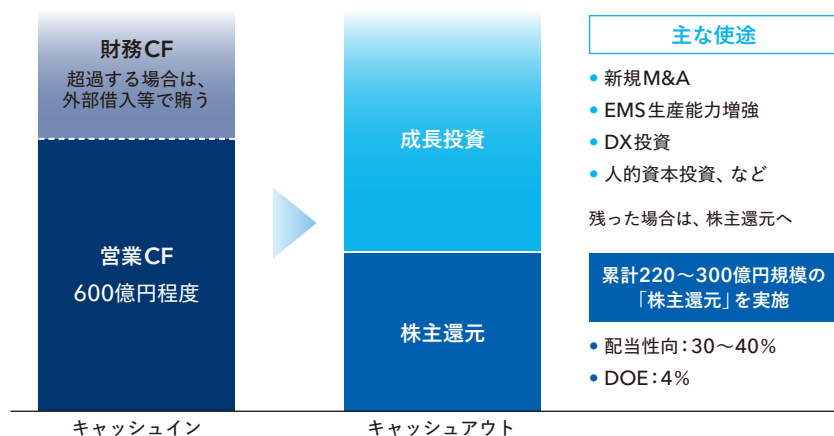 財務CF
超過する場合は、
外部借入等で賄う
営業CF
600億円程度
キャッシュイン
成長投資
株主還元
キャッシュアウト
主な使途
• 新規M&A
• EMS生産能力増強
• DX投資
• 人的資本投資、など
残った場合は、株主還元へ
累計220〜300億円規模の
「株主還元」を実施
• 配当性向：30〜40%
• DOE：4%